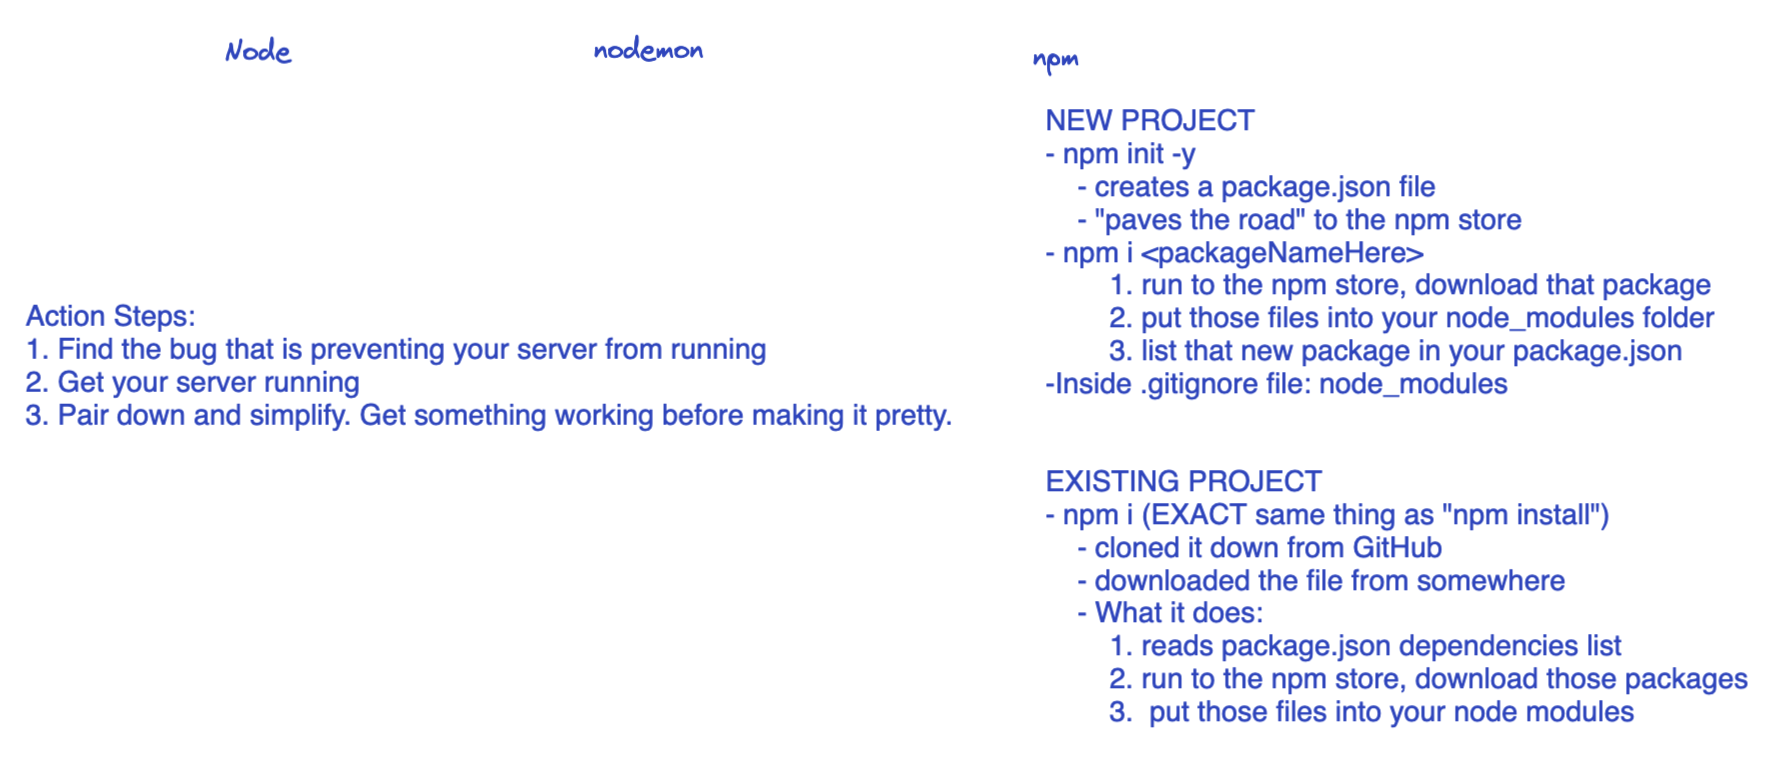 Node
nodemon
npm
Action Steps:
1. Find the bug that is preventing your server from running
2. Get your server running
3. Pair down and simplify. Get something working before making it pretty.
NEW PROJECT
- npm init -y
- creates a package.json file
- "paves the road" to the npm store
- npm i <packageNameHere>
1. run to the npm store, download that package
2. put those files into your node_modules folder
3. list that new package in your package.json
-Inside .gitignore file: node_modules
EXISTING PROJECT
- npm i (EXACT same thing as "npm install")
- cloned it down from GitHub
- downloaded the file from somewhere
- What it does:
1. reads package.json dependencies list
2. run to the npm store, download those packages
3.  put those files into your node modules